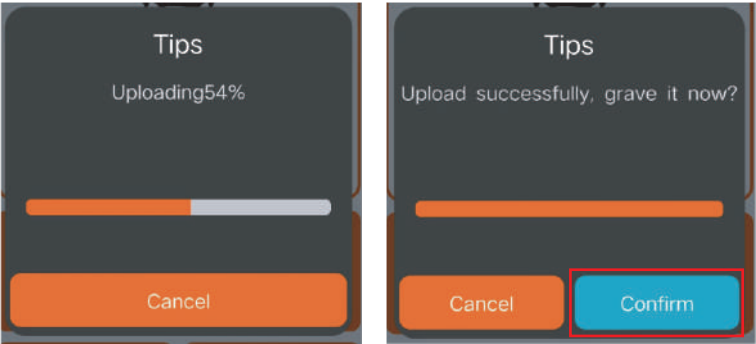 Tips
Uploading54%
Cancel
Tips
Upload successfully, grave it now?
Cancel
Confirm